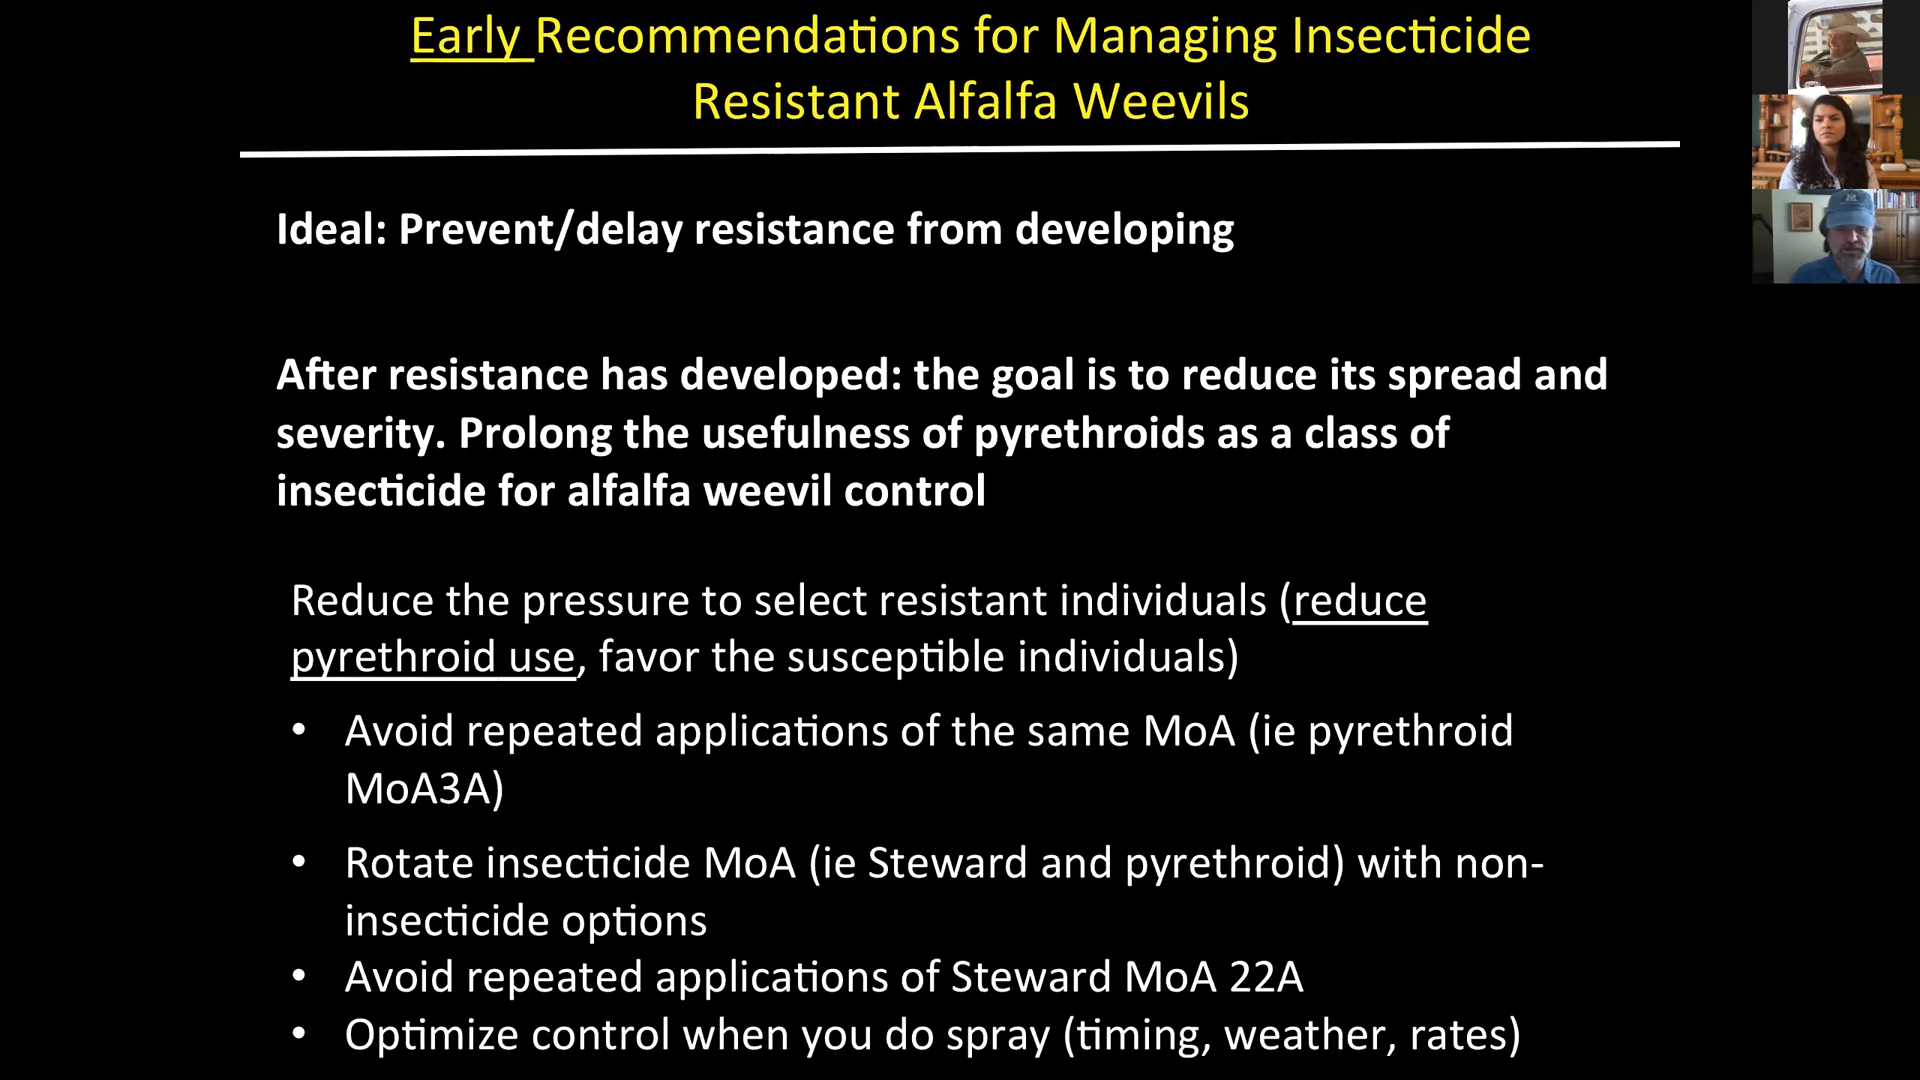 Early Recommendations for Managing Insecticide
Resistant Alfalfa Weevils
Ideal: Prevent/delay resistance from developing
After resistance has developed: the goal is to reduce its spread and
severity. Prolong the usefulness of pyrethroids as a class of
insecticide for alfalfa weevil control
Reduce the pressure to select resistant individuals (reduce
pyrethroid use, favor the susceptible individuals)
• Avoid repeated applications of the same MoA (ie pyrethroid
MoA3A)
• Rotate insecticide MoA (ie Steward and pyrethroid) with non-
insecticide options
• Avoid repeated applications of Steward MoA 22A
• Optimize control when you do spray (timing, weather, rates)